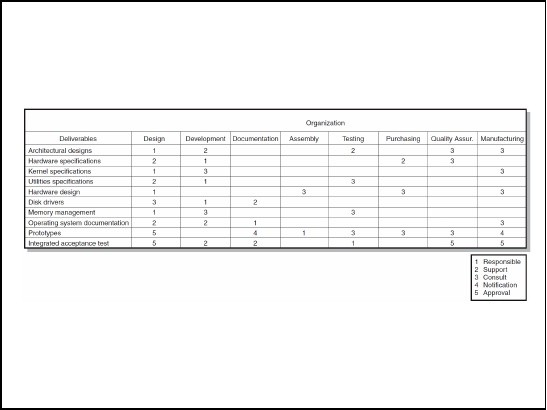 Organization
Deliverables Design Development Documentation Assembly Testing Purchasing Quality Assur. Manufacturing
Architectural designs 1 2 2 3 3
Hardware specifications 2 1 2 3
Kernel specifications 1 3 3
Utilities specifications 2 1 3
Hardware design 1 3 3 3
Disk drivers 3 1 2
Memory management 1 3 3
Operating system documentation 2 2 1 3
Prototypes 5 4 1 3 3 3 4
Integrated acceptance test 5 2 2 1 5 5
1 Responsible
2 Support
3 Consult
4 Notification
5 Approval